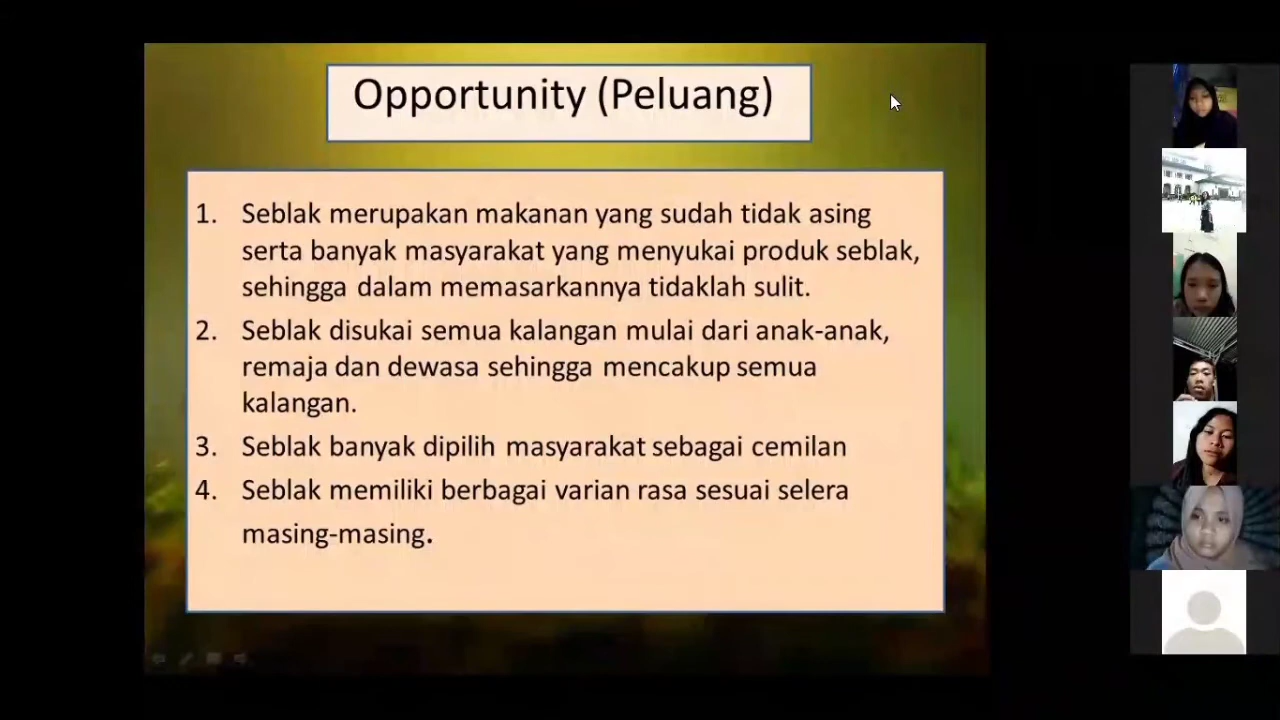 Opportunity (Peluang)
1. Seblak merupakan makanan yang sudah tidak asing
serta banyak masyarakat yang menyukai produk seblak,
sehingga dalam memasarkannya tidaklah sulit.
2. Seblak disukai semua kalangan mulai dari anak-anak,
remaja dan dewasa sehingga mencakup semua
kalangan.
3. Seblak banyak dipilih masyarakat sebagai cemilan
4. Seblak memiliki berbagai varian rasa sesuai selera
masing-masing.